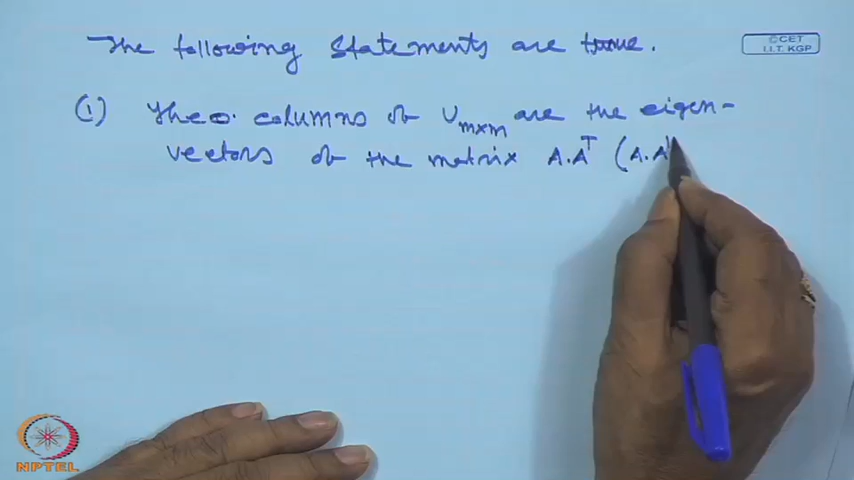 The following statements are true.
©CET
I.I.T. KGP
(1) The columns of U_{m×m} are the eigen-
vectors of the matrix A.A^T (A.A
NPTEL